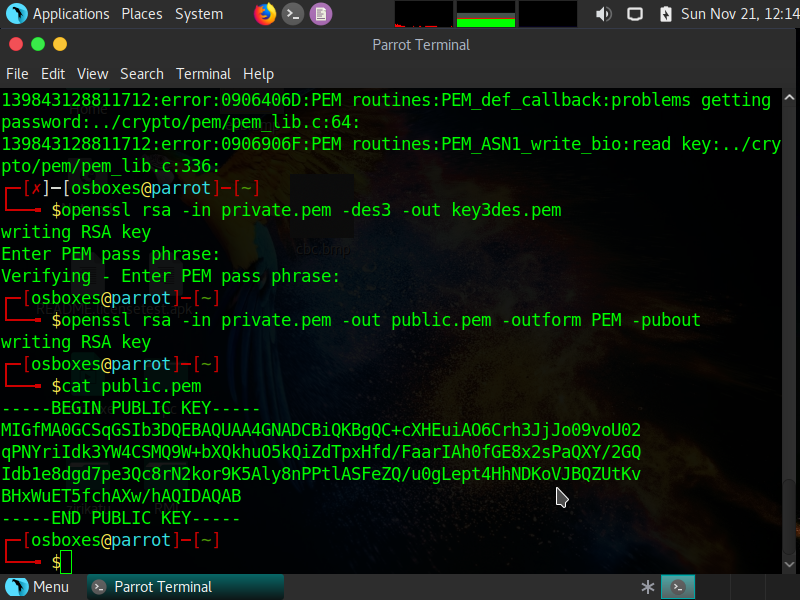 Applications Places System Sun Nov 21, 12:14
Parrot Terminal
File Edit View Search Terminal Help
139843128811712:error:0906406D:PEM routines:PEM_def_callback:problems getting
password:../crypto/pem/pem_lib.c:64:
139843128811712:error:0906906F:PEM routines:PEM_ASN1_write_bio:read key:../cry
pto/pem/pem_lib.c:336:
┌─[✗]─[osboxes@parrot]─[~]
└──╼ $openssl rsa -in private.pem -des3 -out key3des.pem
writing RSA key
Enter PEM pass phrase:
Verifying - Enter PEM pass phrase:
┌─[osboxes@parrot]─[~]
└──╼ $openssl rsa -in private.pem -out public.pem -outform PEM -pubout
writing RSA key
┌─[osboxes@parrot]─[~]
└──╼ $cat public.pem
-----BEGIN PUBLIC KEY-----
MIGfMA0GCSqGSIb3DQEBAQUAA4GNADCBiQKBgQC+cXHEuiAO6Crh3JjJo09voU02
qPNYriIdk3YW4CSMQ9W+bXQkhuO5kQiZdTpxHfd/FaarIAh0fGE8x2sPaQXY/2GQ
Idb1e8dgd7pe3Qc8rN2kor9K5Aly8nPPtlASFeZQ/u0gLept4HhNDKoVJBQZUtKv
BHxWuET5fchAXw/hAQIDAQAB
-----END PUBLIC KEY-----
┌─[osboxes@parrot]─[~]
└──╼ $
Menu Parrot Terminal